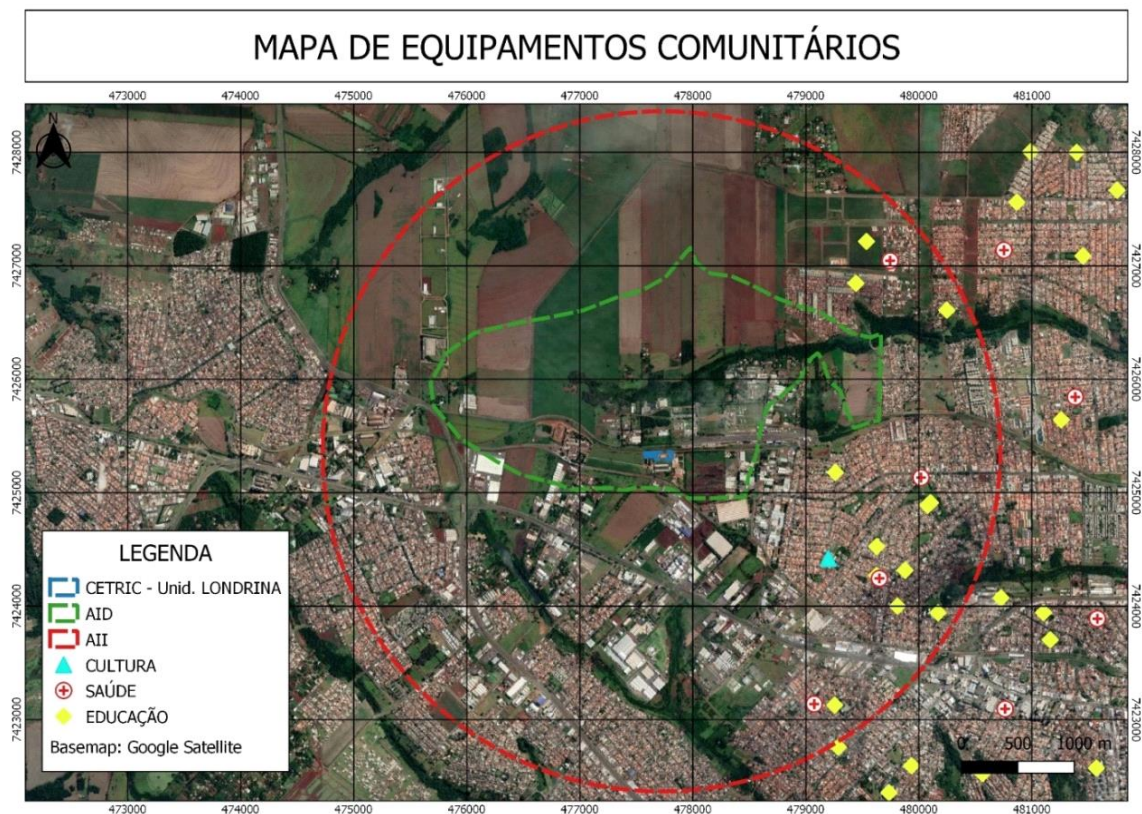 MAPA DE EQUIPAMENTOS COMUNITÁRIOS
473000 474000 475000 476000 477000 478000 479000 480000 481000
N
7428000 7428000
7427000 7427000
7426000 7426000
7425000 7425000
7424000 7424000
7423000 7423000
LEGENDA
CETRIC - Unid. LONDRINA
AID
AII
CULTURA
SAÚDE
EDUCAÇÃO
Basemap: Google Satellite
0 500 1000 m
473000 474000 475000 476000 477000 478000 479000 480000 481000